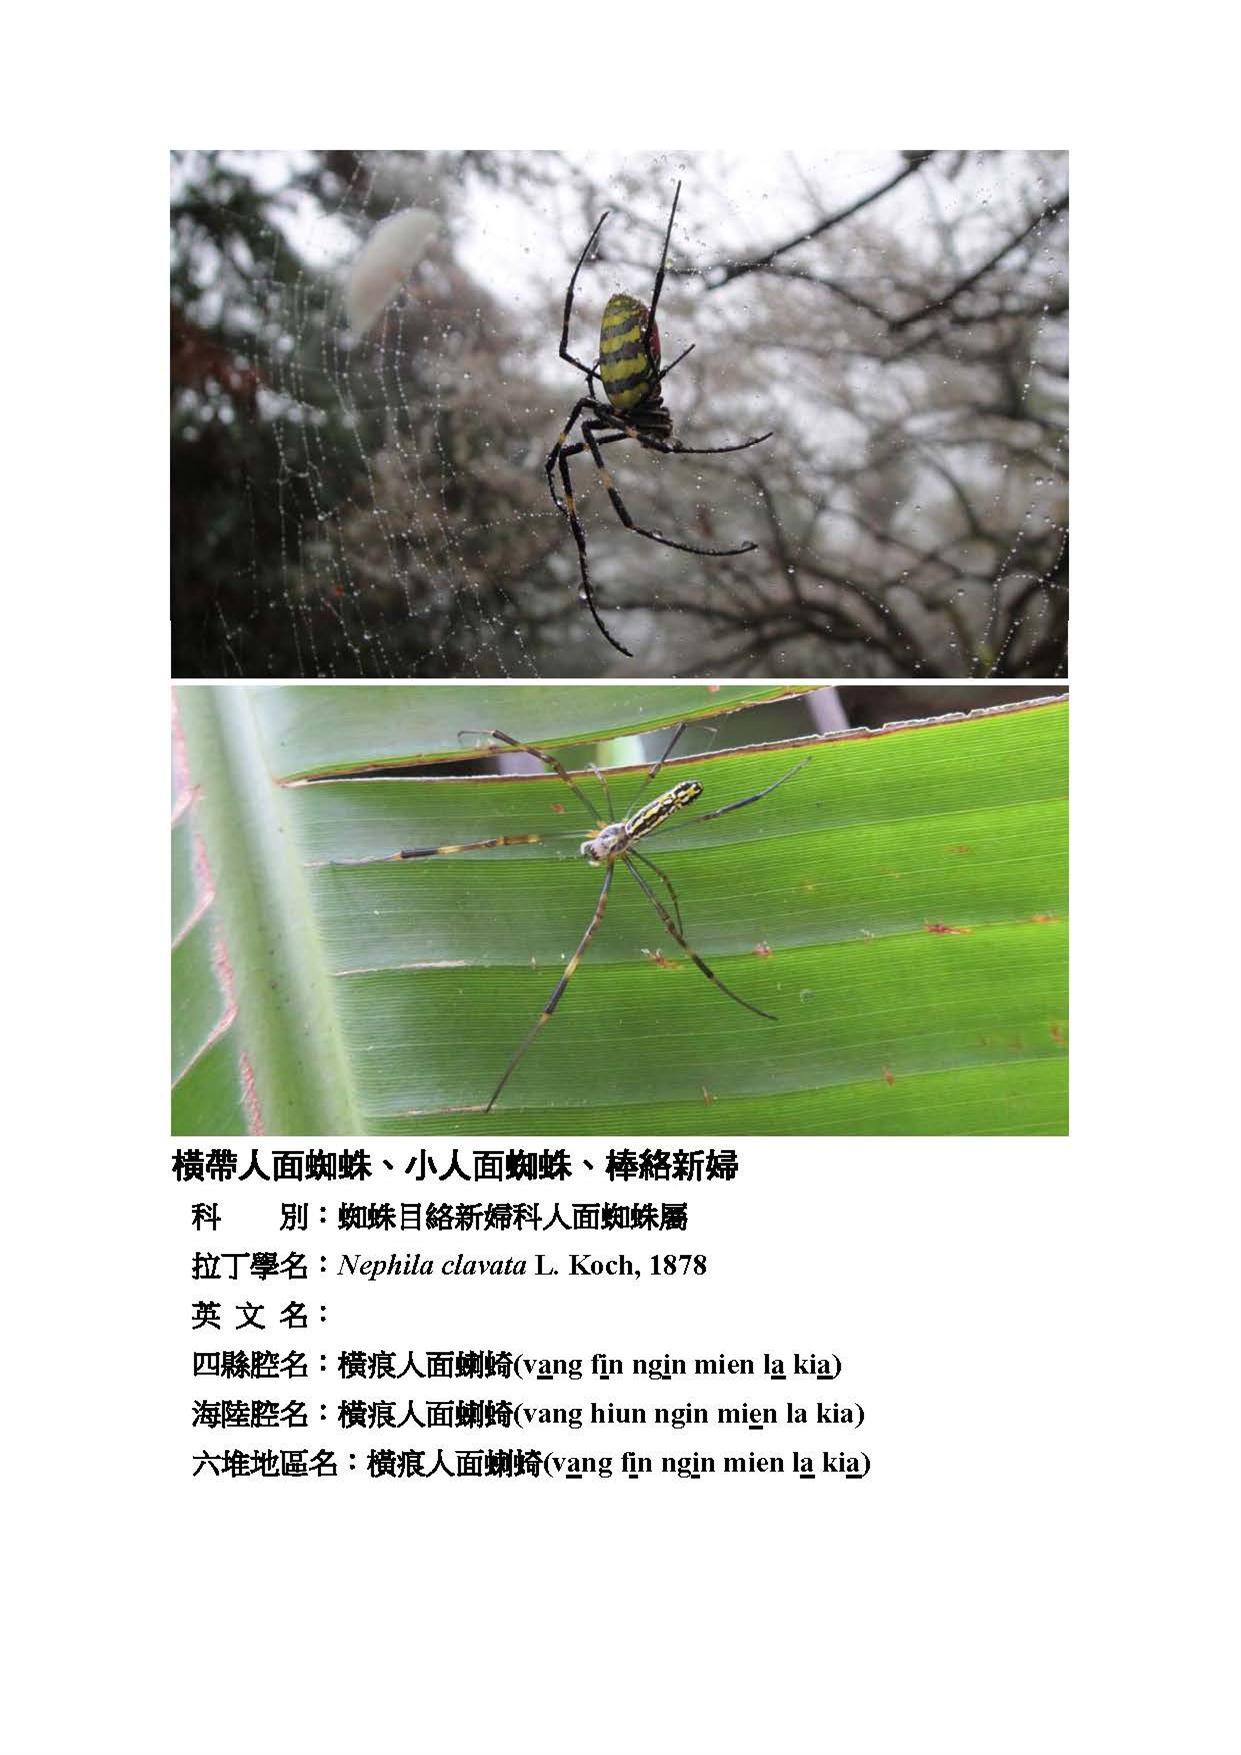 橫帶人面蜘蛛、小人面蜘蛛、棒絡新婦
科　　別：蜘蛛目絡新婦科人面蜘蛛屬
拉丁學名：Nephila clavata L. Koch, 1878
英 文 名：
四縣腔名：橫痕人面蝲蜞(vang fin ngin mien la kia)
海陸腔名：橫痕人面蝲蜞(vang hiun ngin mien la kia)
六堆地區名：橫痕人面蝲蜞(vang fin ngin mien la kia)